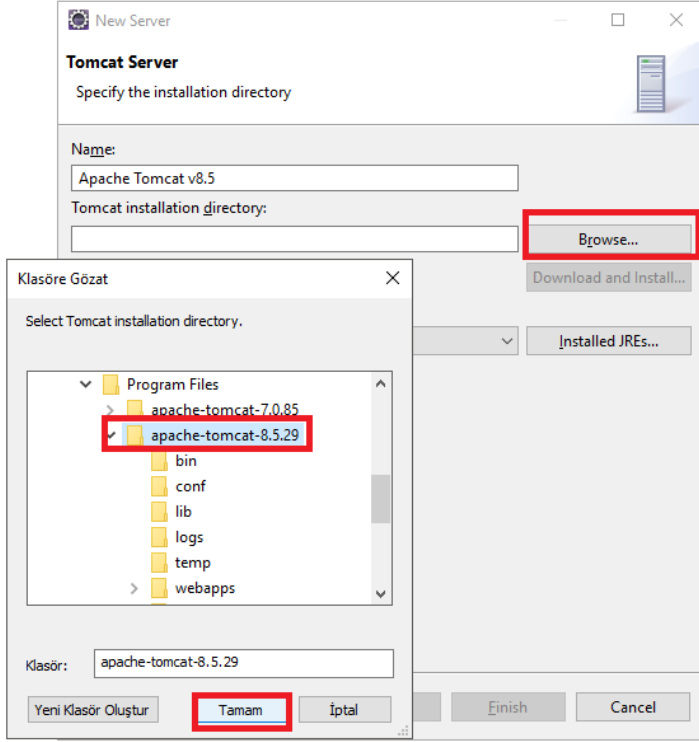 New Server
Tomcat Server
Specify the installation directory
Name:
Apache Tomcat v8.5
Tomcat installation directory:
Browse...
Download and Install...
Installed JREs...
Klasöre Gözat
Select Tomcat installation directory.
Program Files
apache-tomcat-7.0.85
apache-tomcat-8.5.29
bin
conf
lib
logs
temp
webapps
Klasör:
apache-tomcat-8.5.29
Yeni Klasör Oluştur
Tamam
İptal
Finish
Cancel